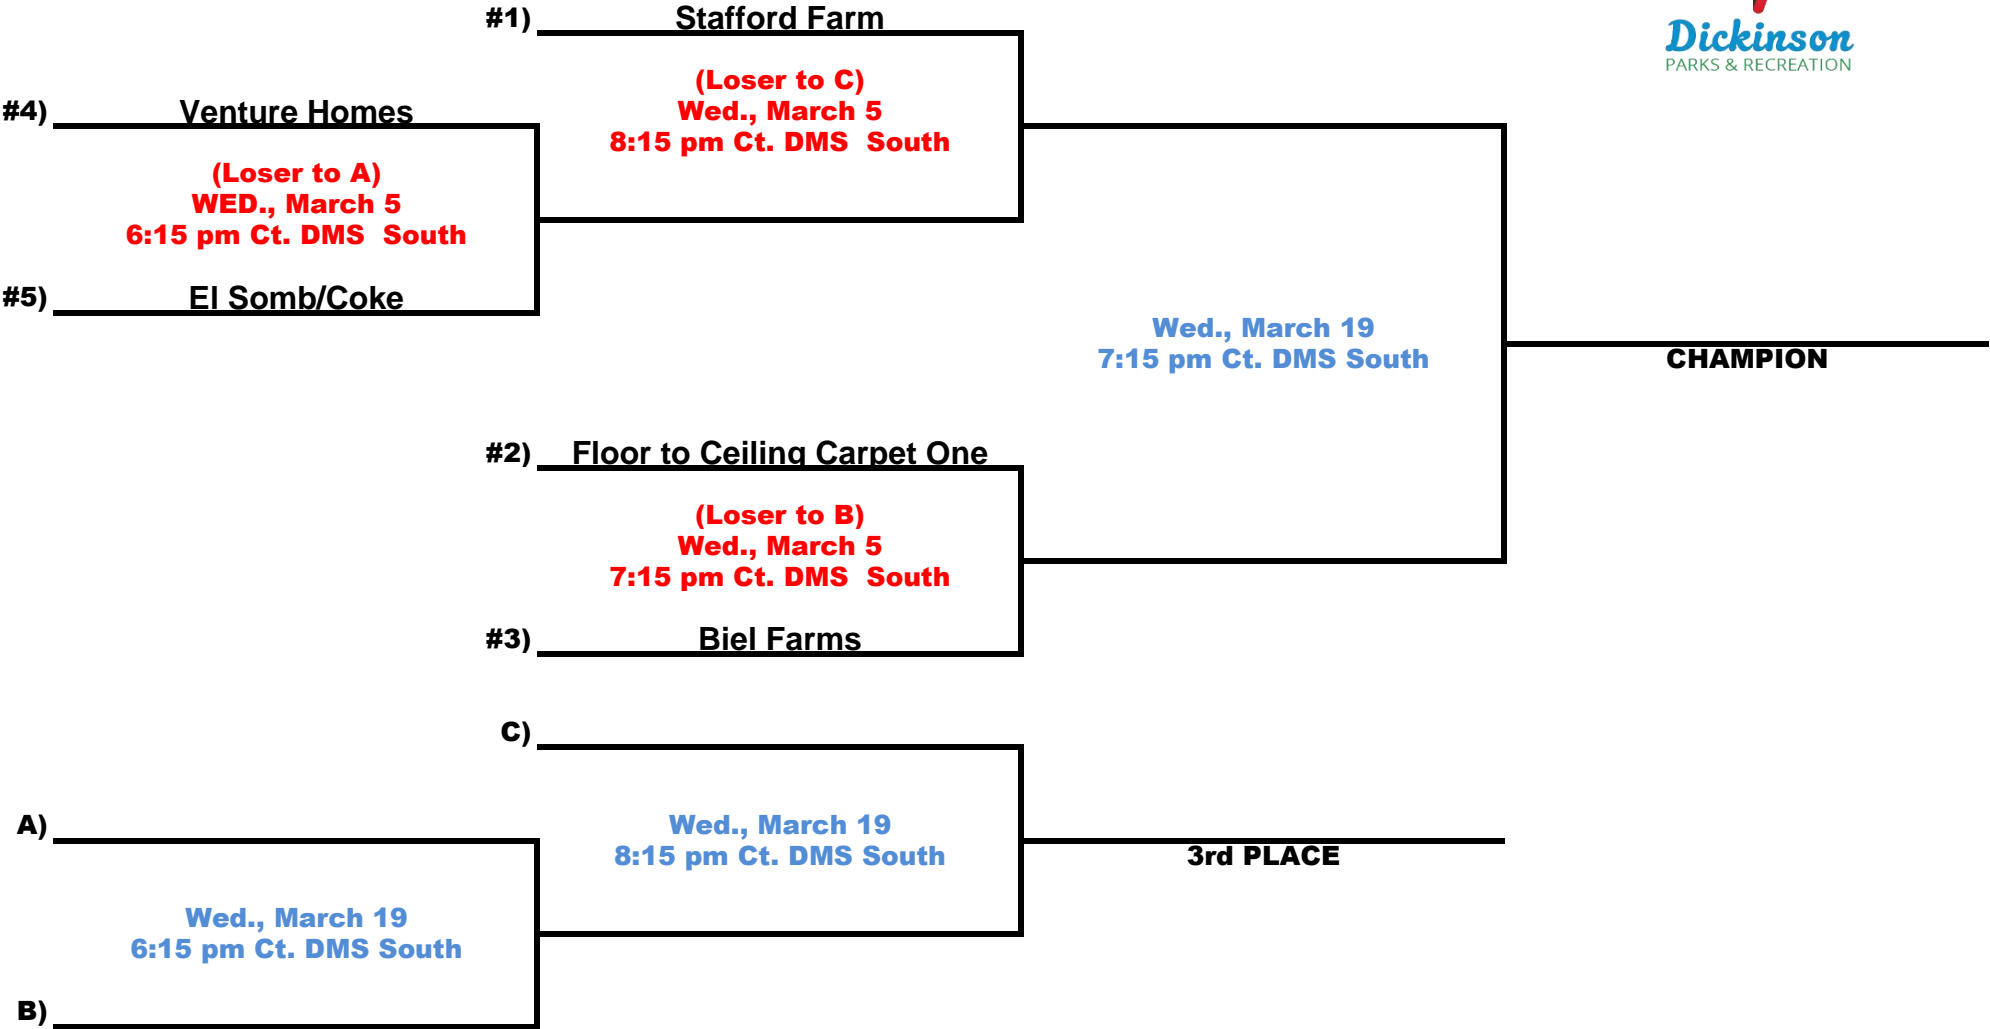 #1) Stafford Farm
Dickinson
PARKS & RECREATION
(Loser to C)
Wed., March 5
8:15 pm Ct. DMS  South
#4) Venture Homes
(Loser to A)
WED., March 5
6:15 pm Ct. DMS  South
#5) El Somb/Coke
Wed., March 19
7:15 pm Ct. DMS South
CHAMPION
#2) Floor to Ceiling Carpet One
(Loser to B)
Wed., March 5
7:15 pm Ct. DMS  South
#3) Biel Farms
C)
Wed., March 19
8:15 pm Ct. DMS South
3rd PLACE
A)
Wed., March 19
6:15 pm Ct. DMS South
B)